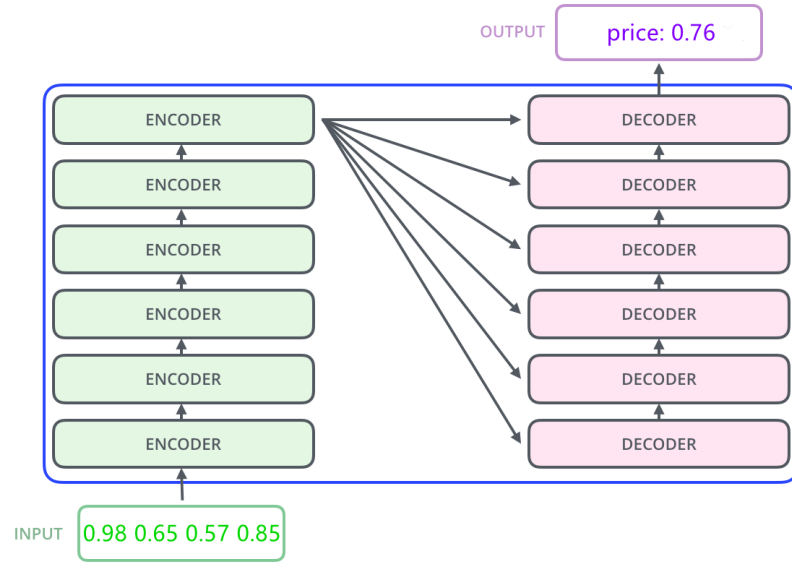 OUTPUT
price: 0.76
ENCODER
ENCODER
ENCODER
ENCODER
ENCODER
ENCODER
DECODER
DECODER
DECODER
DECODER
DECODER
DECODER
INPUT
0.98 0.65 0.57 0.85